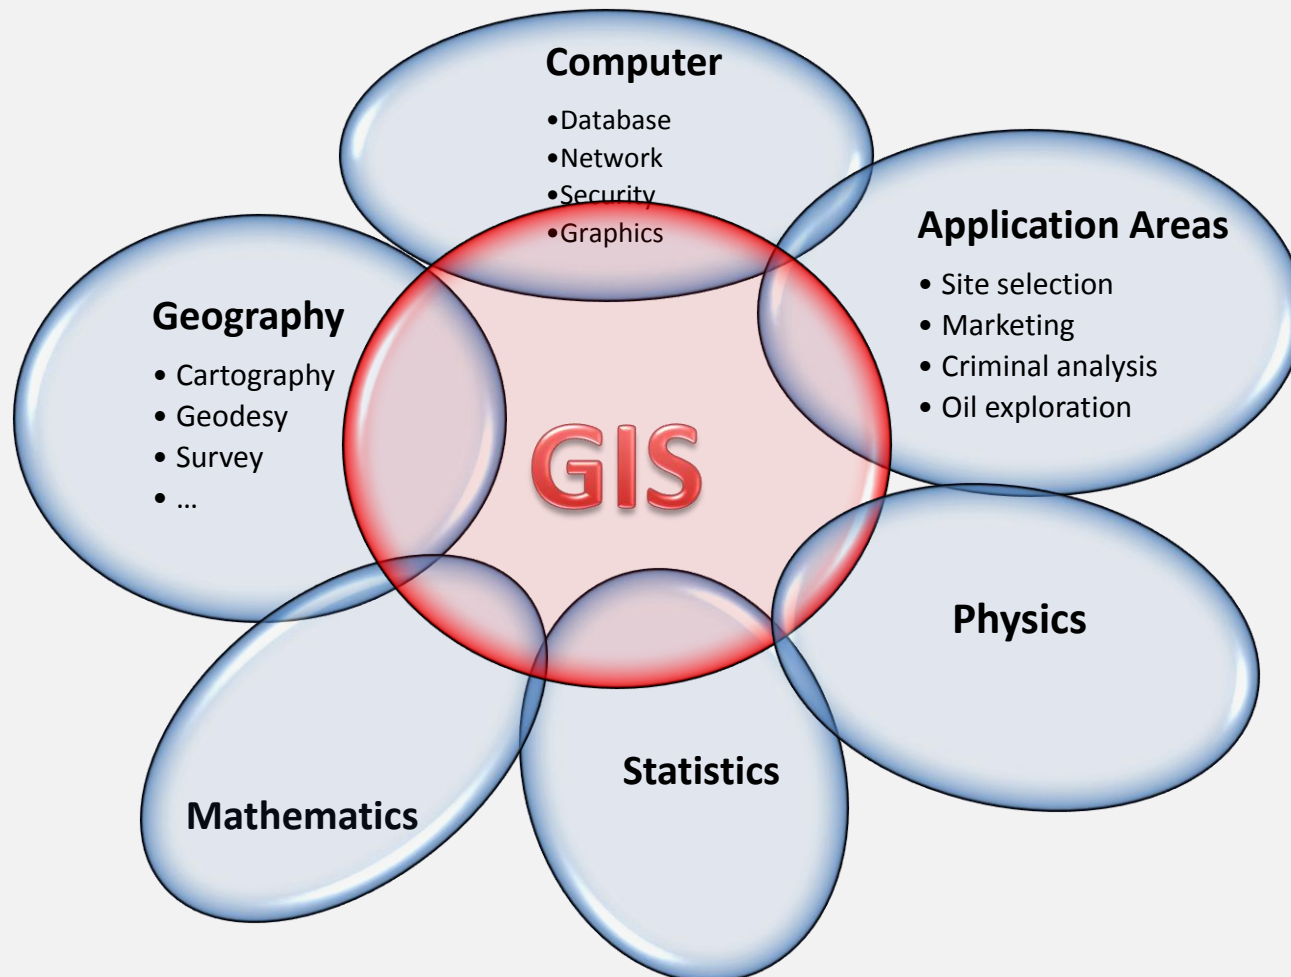 Computer
•Database
•Network
•Security
•Graphics
Application Areas
• Site selection
• Marketing
• Criminal analysis
• Oil exploration
Geography
• Cartography
• Geodesy
• Survey
• ...
GIS
Physics
Statistics
Mathematics